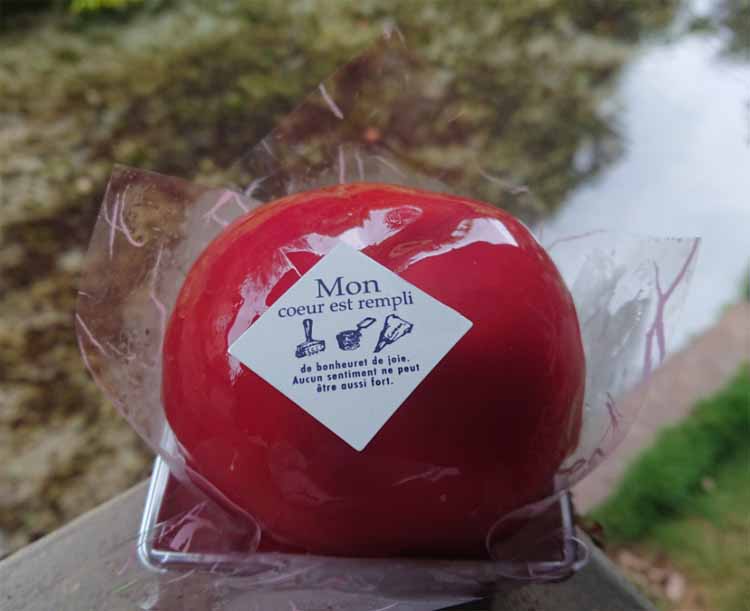 Mon
coeur est rempli
de bonheuret de joie.
Aucun sentiment ne peut
être aussi fort.